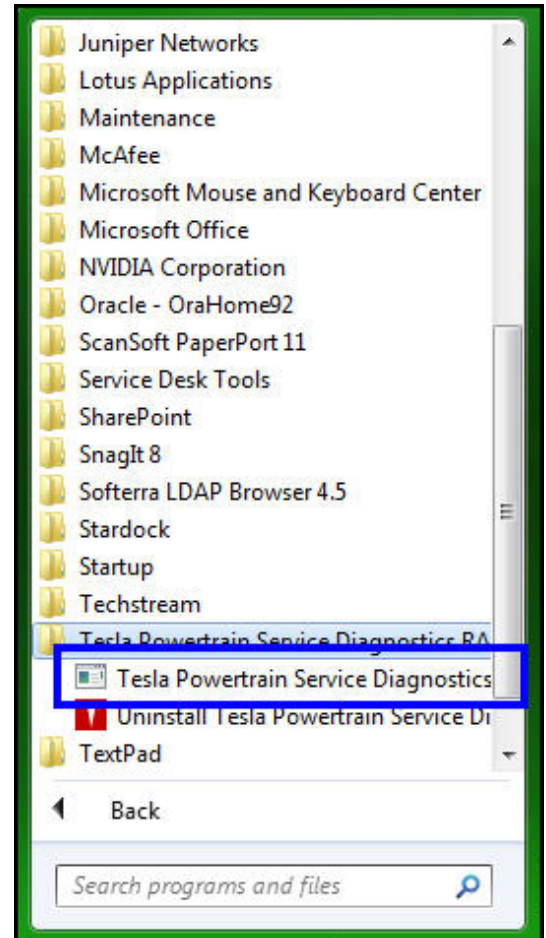 Juniper Networks
Lotus Applications
Maintenance
McAfee
Microsoft Mouse and Keyboard Center
Microsoft Office
NVIDIA Corporation
Oracle - OraHome92
ScanSoft PaperPort 11
Service Desk Tools
SharePoint
SnagIt 8
Softerra LDAP Browser 4.5
Stardock
Startup
Techstream
Tesla Powertrain Service Diagnostics RA
Tesla Powertrain Service Diagnostics
Uninstall Tesla Powertrain Service Di
TextPad
Back
Search programs and files